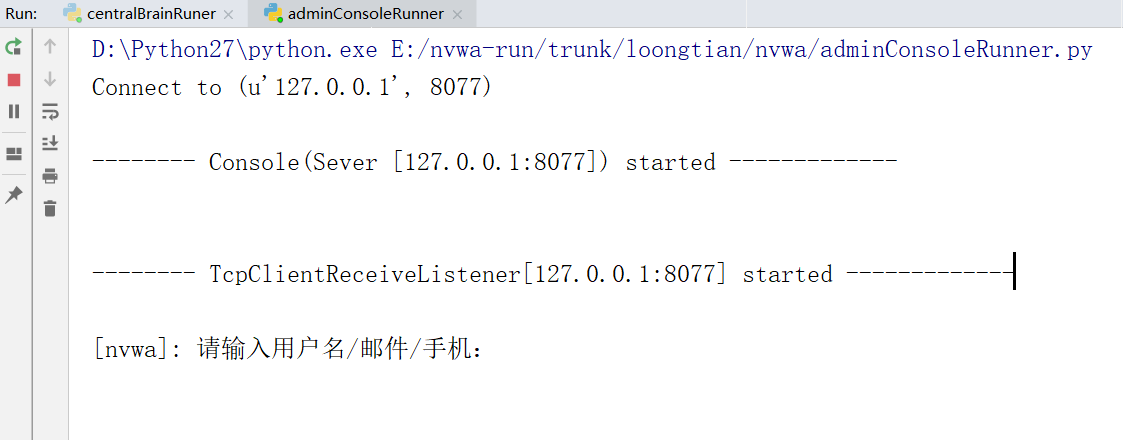 Run: centralBrainRuner × adminConsoleRunner ×
D:\Python27\python.exe E:/nvwa-run/trunk/loongtian/nvwa/adminConsoleRunner.py
Connect to (u'127.0.0.1', 8077)
-------- Console(Sever [127.0.0.1:8077]) started -------------
-------- TcpClientReceiveListener[127.0.0.1:8077] started -------------
[nvwa]: 请输入用户名/邮件/手机: